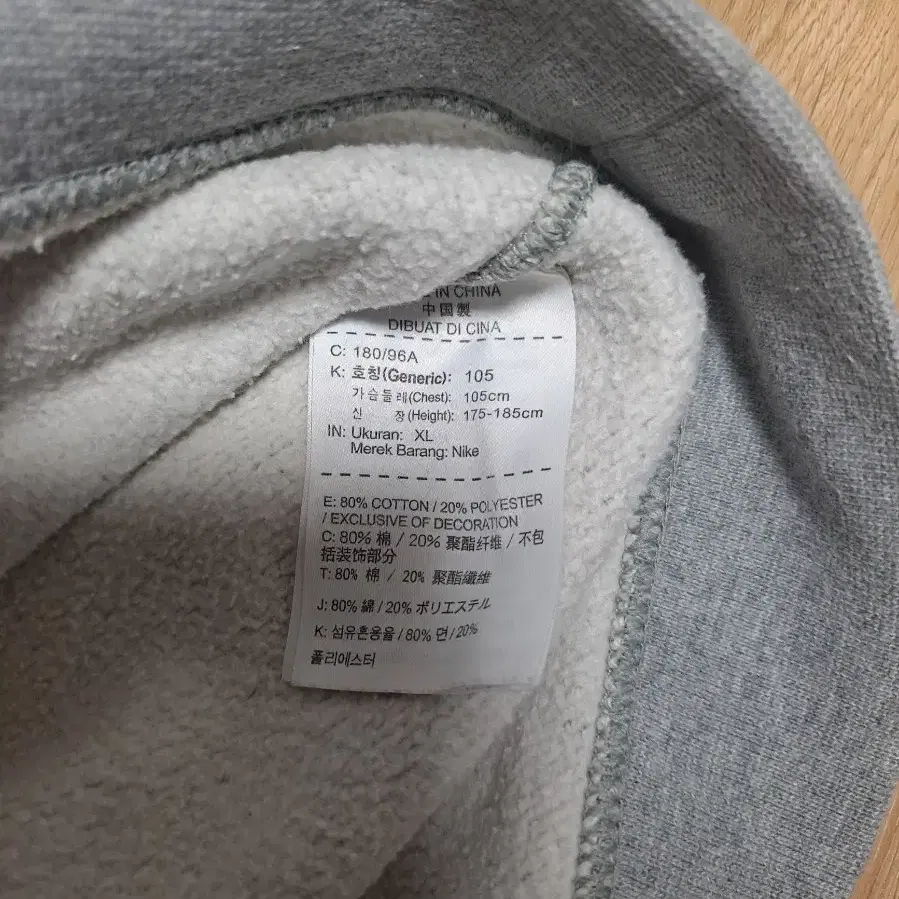 IN CHINA
中国製
DIBUAT DI CINA
C: 180/96A
K: 호칭(Generic): 105
가슴둘레(Chest): 105cm
신 장(Height): 175-185cm
IN: Ukuran: XL
Merek Barang: Nike
E: 80% COTTON / 20% POLYESTER
/ EXCLUSIVE OF DECORATION
C: 80% 棉 / 20% 聚酯纤维 / 不包
括装饰部分
T: 80% 棉 / 20% 聚酯纖維
J: 80% 綿 / 20% ポリエステル
K: 섬유혼용율 / 80% 면 / 20%
폴리에스터